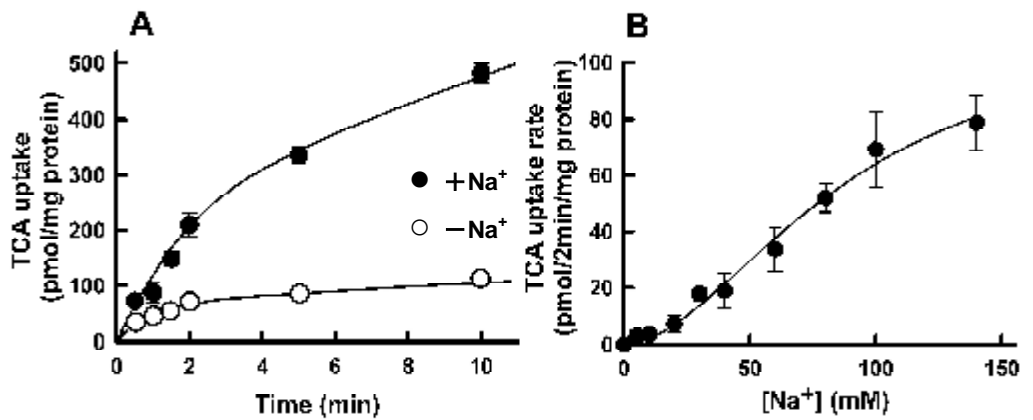 A
TCA uptake
(pmol/mg protein)
500
400
300
200
100
0
0
2
4
6
8
10
Time (min)
+Na⁺
−Na⁺
B
TCA uptake rate
(pmol/2min/mg protein)
100
80
60
40
20
0
0
50
100
150
[Na⁺] (mM)